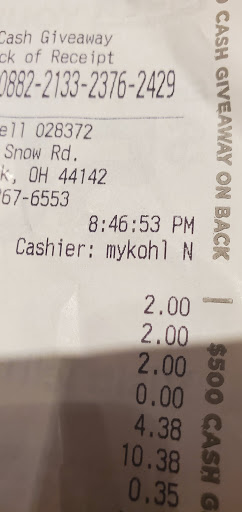 Cash Giveaway
ck of Receipt
0882-2133-2376-2429
ell 028372
Snow Rd.
k, OH 44142
67-6553
8:46:53 PM
Cashier: mykohl N
2.00
2.00
2.00
0.00
4.38
10.38
0.35
CASH GIVEAWAY ON BACK | $500 CASH G